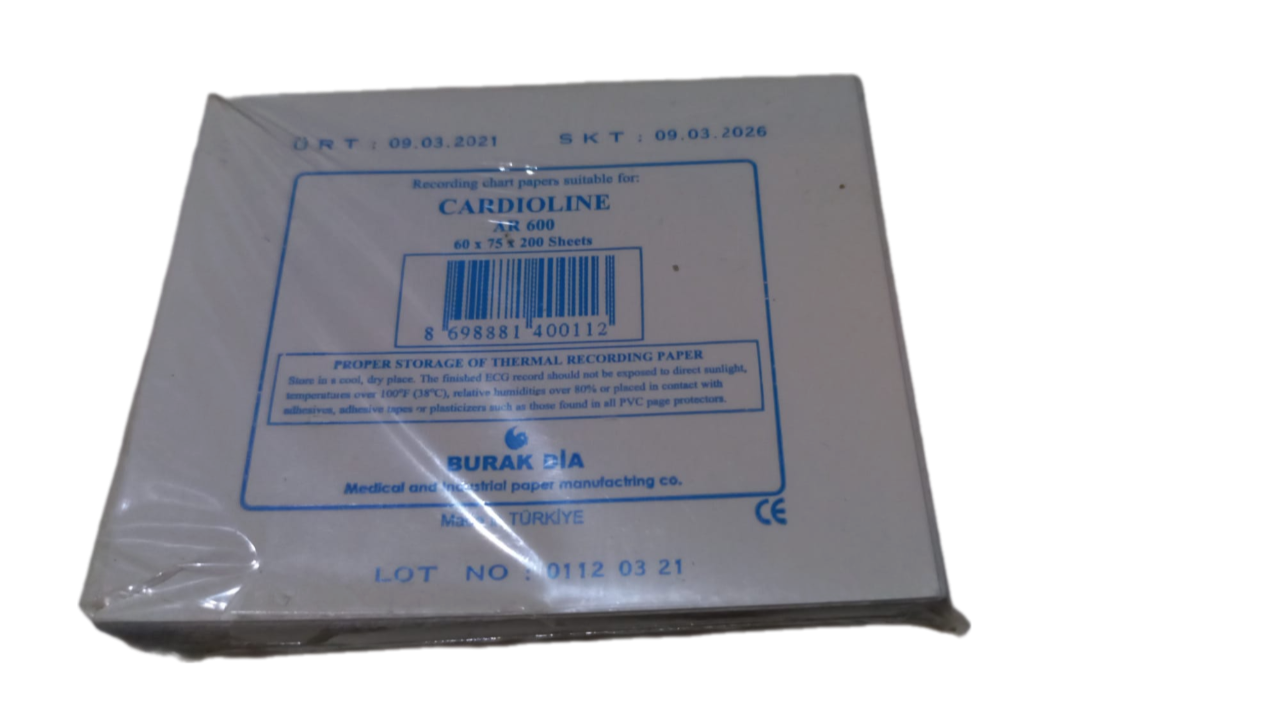 ÜRT : 09.03.2021 SKT : 09.03.2026
Recording chart papers suitable for:
CARDIOLINE
AR 600
60 x 75 x 200 Sheets
8 698881 400112
PROPER STORAGE OF THERMAL RECORDING PAPER
Store in a cool, dry place. The finished ECG record should not be exposed to direct sunlight,
temperatures over 100°F (38°C), relative humidities over 80% or placed in contact with
adhesives, adhesive tapes or plasticizers such as those found in all PVC page protectors.
BURAK DİA
Medical and industrial paper manufactring co.
TÜRKİYE
CE
LOT NO : 0112 03 21